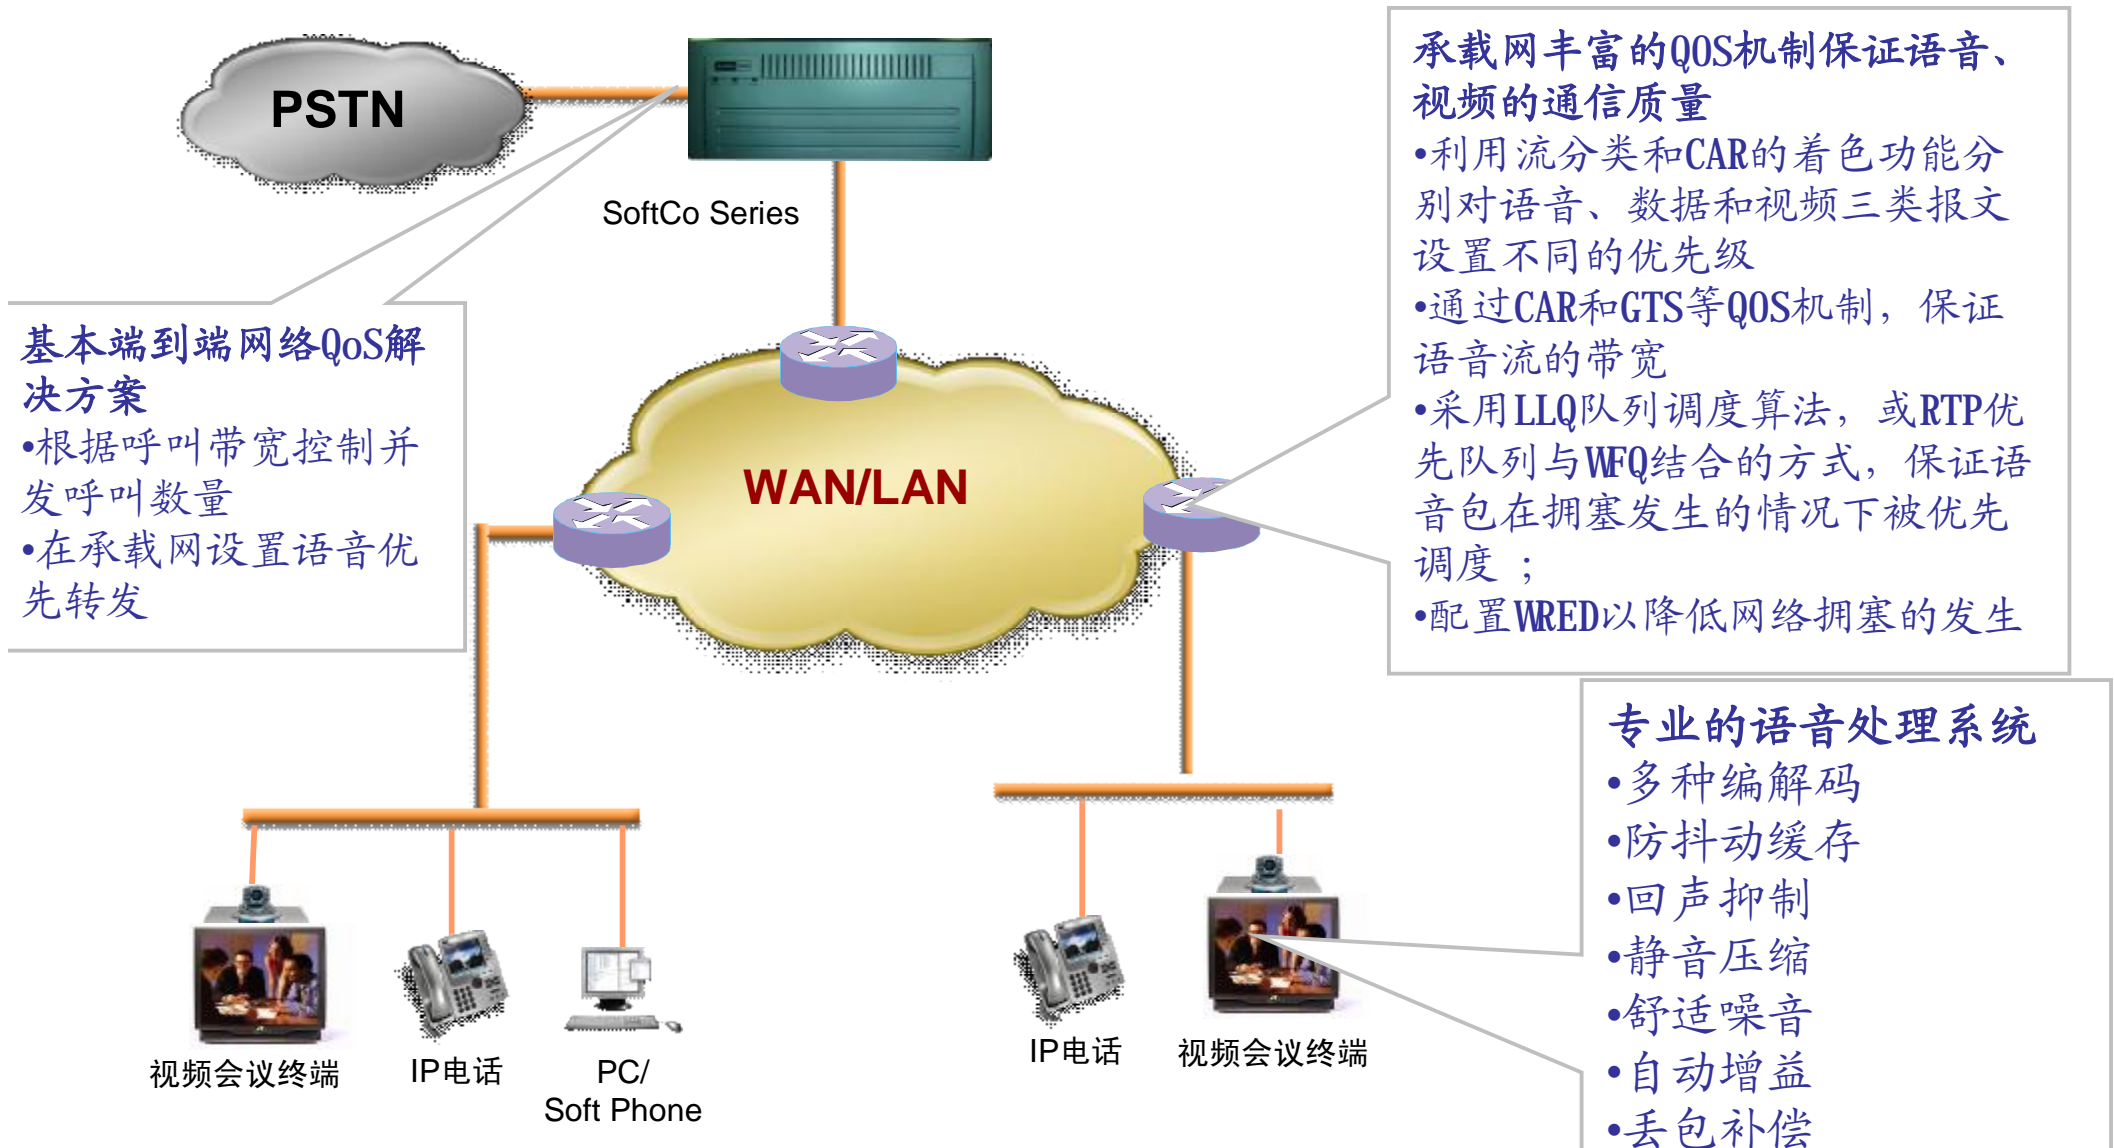 PSTN
SoftCo Series
承载网丰富的QOS机制保证语音、
视频的通信质量
•利用流分类和CAR的着色功能分
别对语音、数据和视频三类报文
设置不同的优先级
•通过CAR和GTS等QOS机制，保证
语音流的带宽
•采用LLQ队列调度算法，或RTP优
先队列与WFQ结合的方式，保证语
音包在拥塞发生的情况下被优先
调度 ；
•配置WRED以降低网络拥塞的发生
基本端到端网络QoS解
决方案
•根据呼叫带宽控制并
发呼叫数量
•在承载网设置语音优
先转发
WAN/LAN
专业的语音处理系统
•多种编解码
•防抖动缓存
•回声抑制
•静音压缩
•舒适噪音
•自动增益
•丢包补偿
视频会议终端
IP电话
PC/
Soft Phone
IP电话
视频会议终端